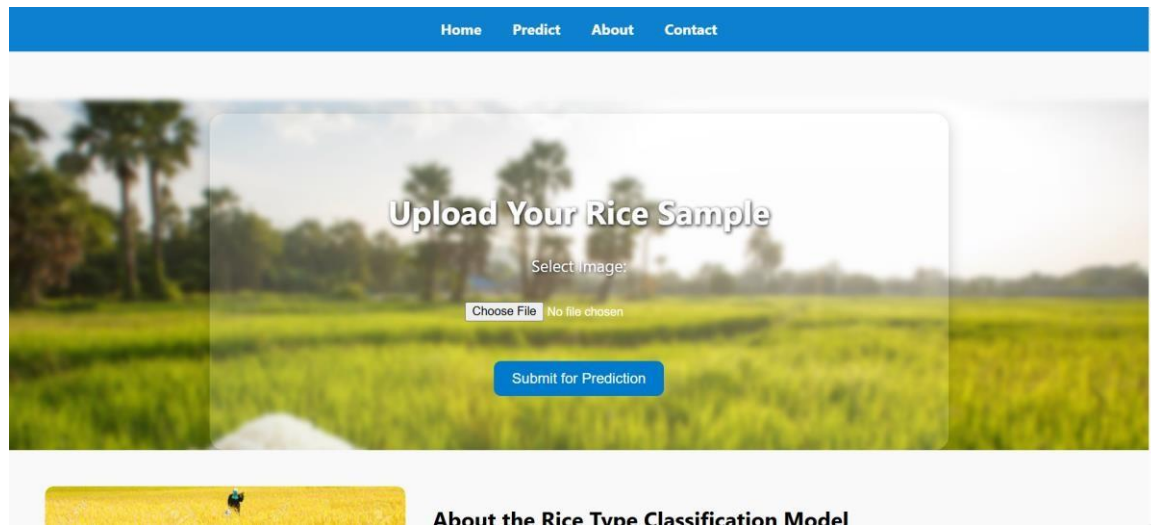 Home Predict About Contact
Upload Your Rice Sample
Select Image:
Choose File No file chosen
Submit for Prediction
About the Rice Type Classification Model